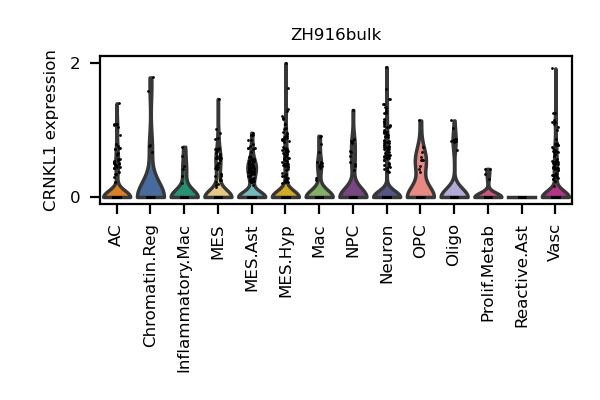 ZH916bulk
CRNKL1 expression
2
0
AC
Chromatin.Reg
Inflammatory.Mac
MES
MES.Ast
MES.Hyp
Mac
NPC
Neuron
OPC
Oligo
Prolif.Metab
Reactive.Ast
Vasc